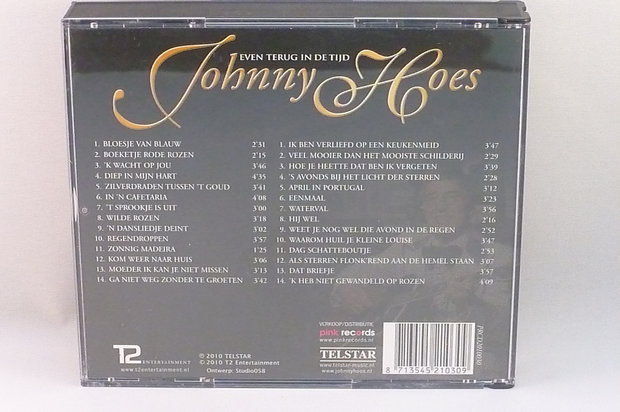 EVEN TERUG IN DE TIJD
Johnny Hoes
1. BLOESJE VAN BLAUW 2'31
2. BOEKETJE RODE ROZEN 2'15
3. 'K WACHT OP JOU 3'46
4. DIEP IN MIJN HART 4'35
5. ZILVERDRADEN TUSSEN 'T GOUD 3'41
6. IN 'N CAFETARIA 4'08
7. 'T SPROOKJE IS UIT 3'00
8. WILDE ROZEN 3'18
9. 'N DANSLIEDJE DEINT 3'02
10. REGENDROPPEN 3'57
11. ZONNIG MADEIRA 1'25
12. KOM WEER NAAR HUIS 3'06
13. MOEDER IK KAN JE NIET MISSEN 3'13
14. GA NIET WEG ZONDER TE GROETEN 3'42
1. IK BEN VERLIEFD OP EEN KEUKENMEID 3'47
2. VEEL MOOIER DAN HET MOOISTE SCHILDERIJ 2'29
3. HOE JE HEETTE DAT BEN IK VERGETEN 3'39
4. 'S AVONDS BIJ HET LICHT DER STERREN 2'28
5. APRIL IN PORTUGAL 3'12
6. EENMAAL 3'23
7. WATERVAL 3'56
8. HIJ WEL 2'16
9. WEET JE NOG WEL DIE AVOND IN DE REGEN 2'52
10. WAAROM HUIL JE KLEINE LOUISE 3'47
11. DAG SCHATTEBOUTJE 2'53
12. ALS STERREN FLONK'REND AAN DE HEMEL STAAN 3'07
13. DAT BRIEFJE 3'57
14. 'K HEB NIET GEWANDELD OP ROZEN 4'09
T2 ENTERTAINMENT
www.t2entertainment.nl
℗ 2010 TELSTAR
© 2010 T2 Entertainment
Ontwerp: Studio058
VERKOOP/DISTRIBUTIE
pink records
www.pinkrecords.nl
TELSTAR
www.telstar-music.nl
www.johnnyhoes.nl
8 713545 210309